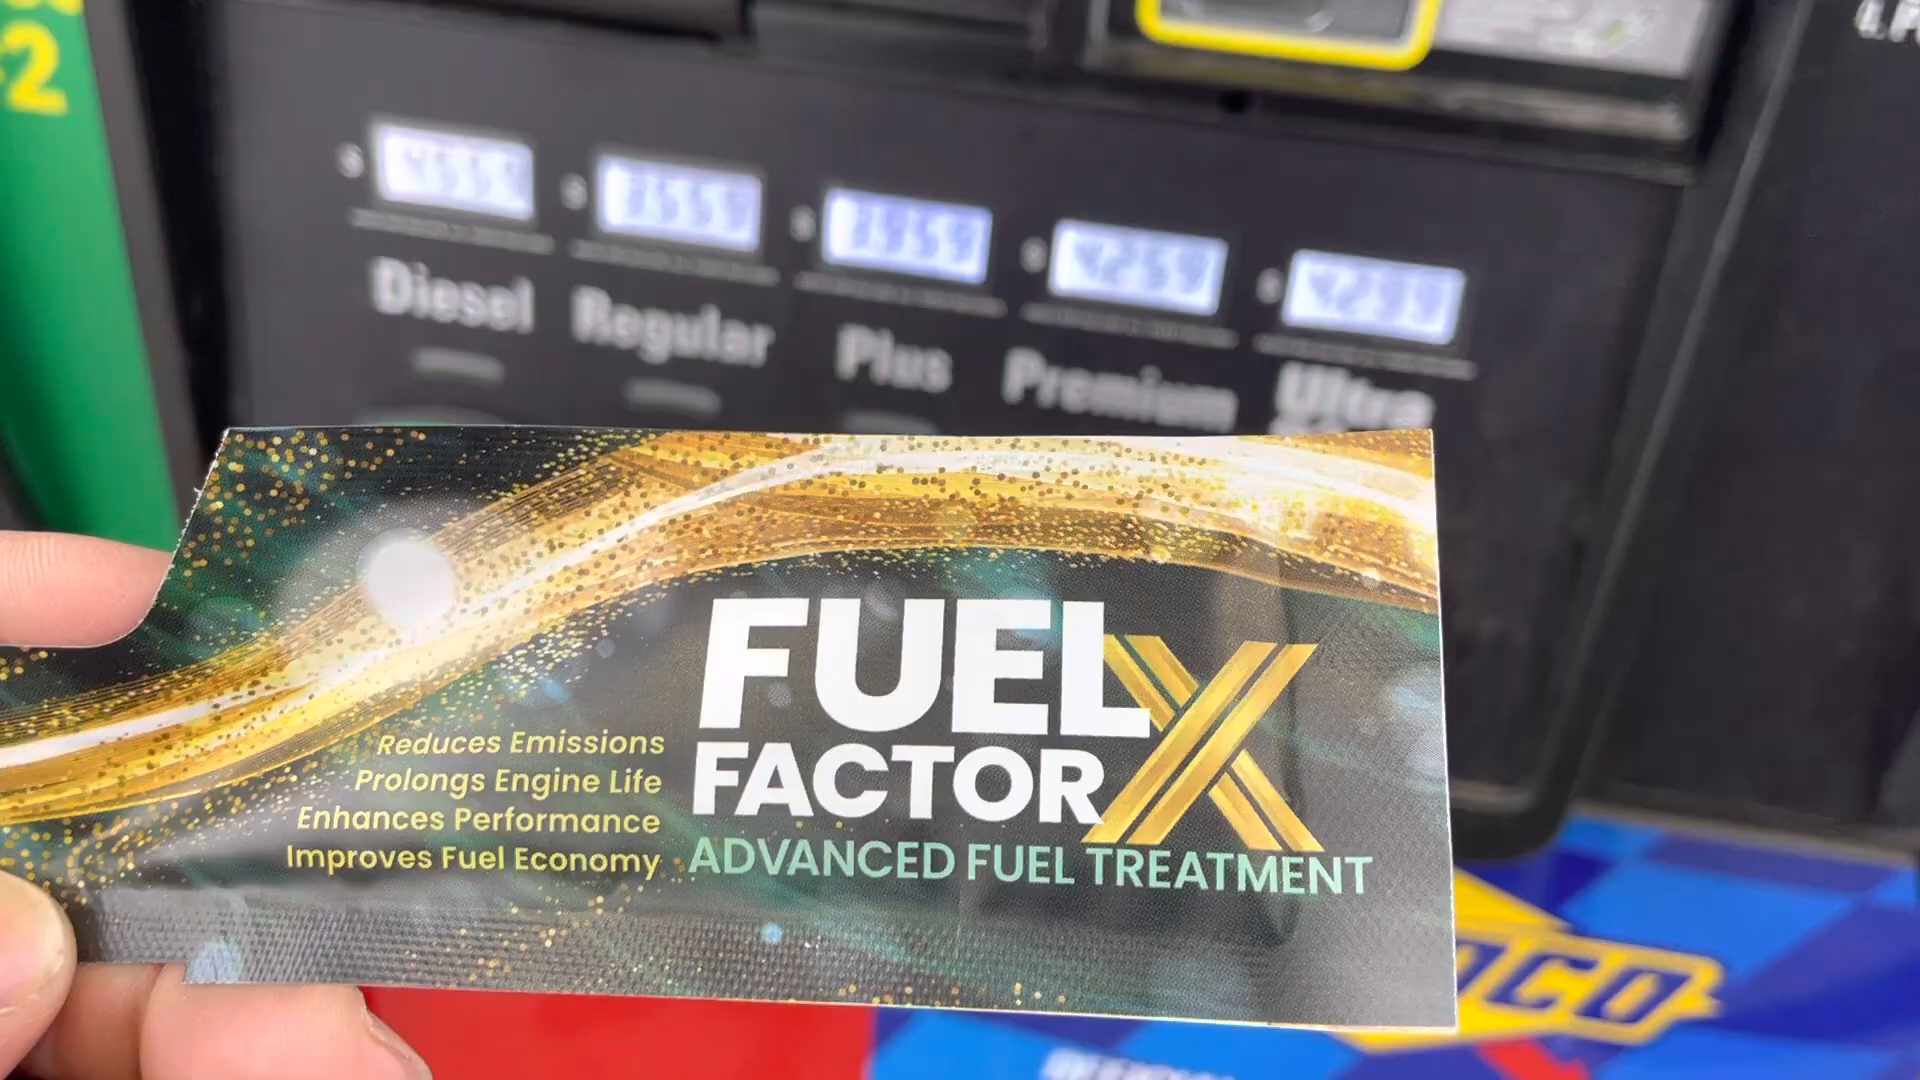 2
Diesel
Regular
Plus
Premium
Ultra
FUEL X
FACTOR
ADVANCED FUEL TREATMENT
Reduces Emissions
Prolongs Engine Life
Enhances Performance
Improves Fuel Economy